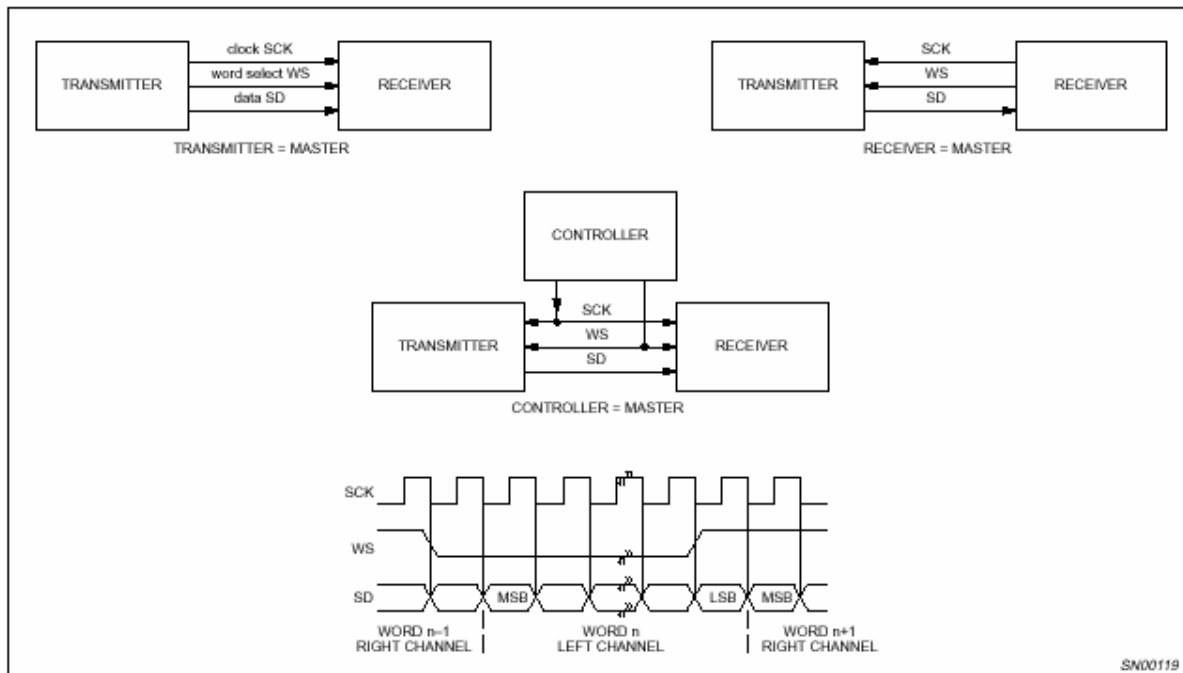 clock SCK
TRANSMITTER
word select WS
RECEIVER
data SD
TRANSMITTER = MASTER
SCK
TRANSMITTER
WS
RECEIVER
SD
RECEIVER = MASTER
CONTROLLER
SCK
TRANSMITTER
WS
RECEIVER
SD
CONTROLLER = MASTER
SCK
WS
SD
MSB
LSB
MSB
WORD n–1
RIGHT CHANNEL
WORD n
LEFT CHANNEL
WORD n+1
RIGHT CHANNEL
SN00119